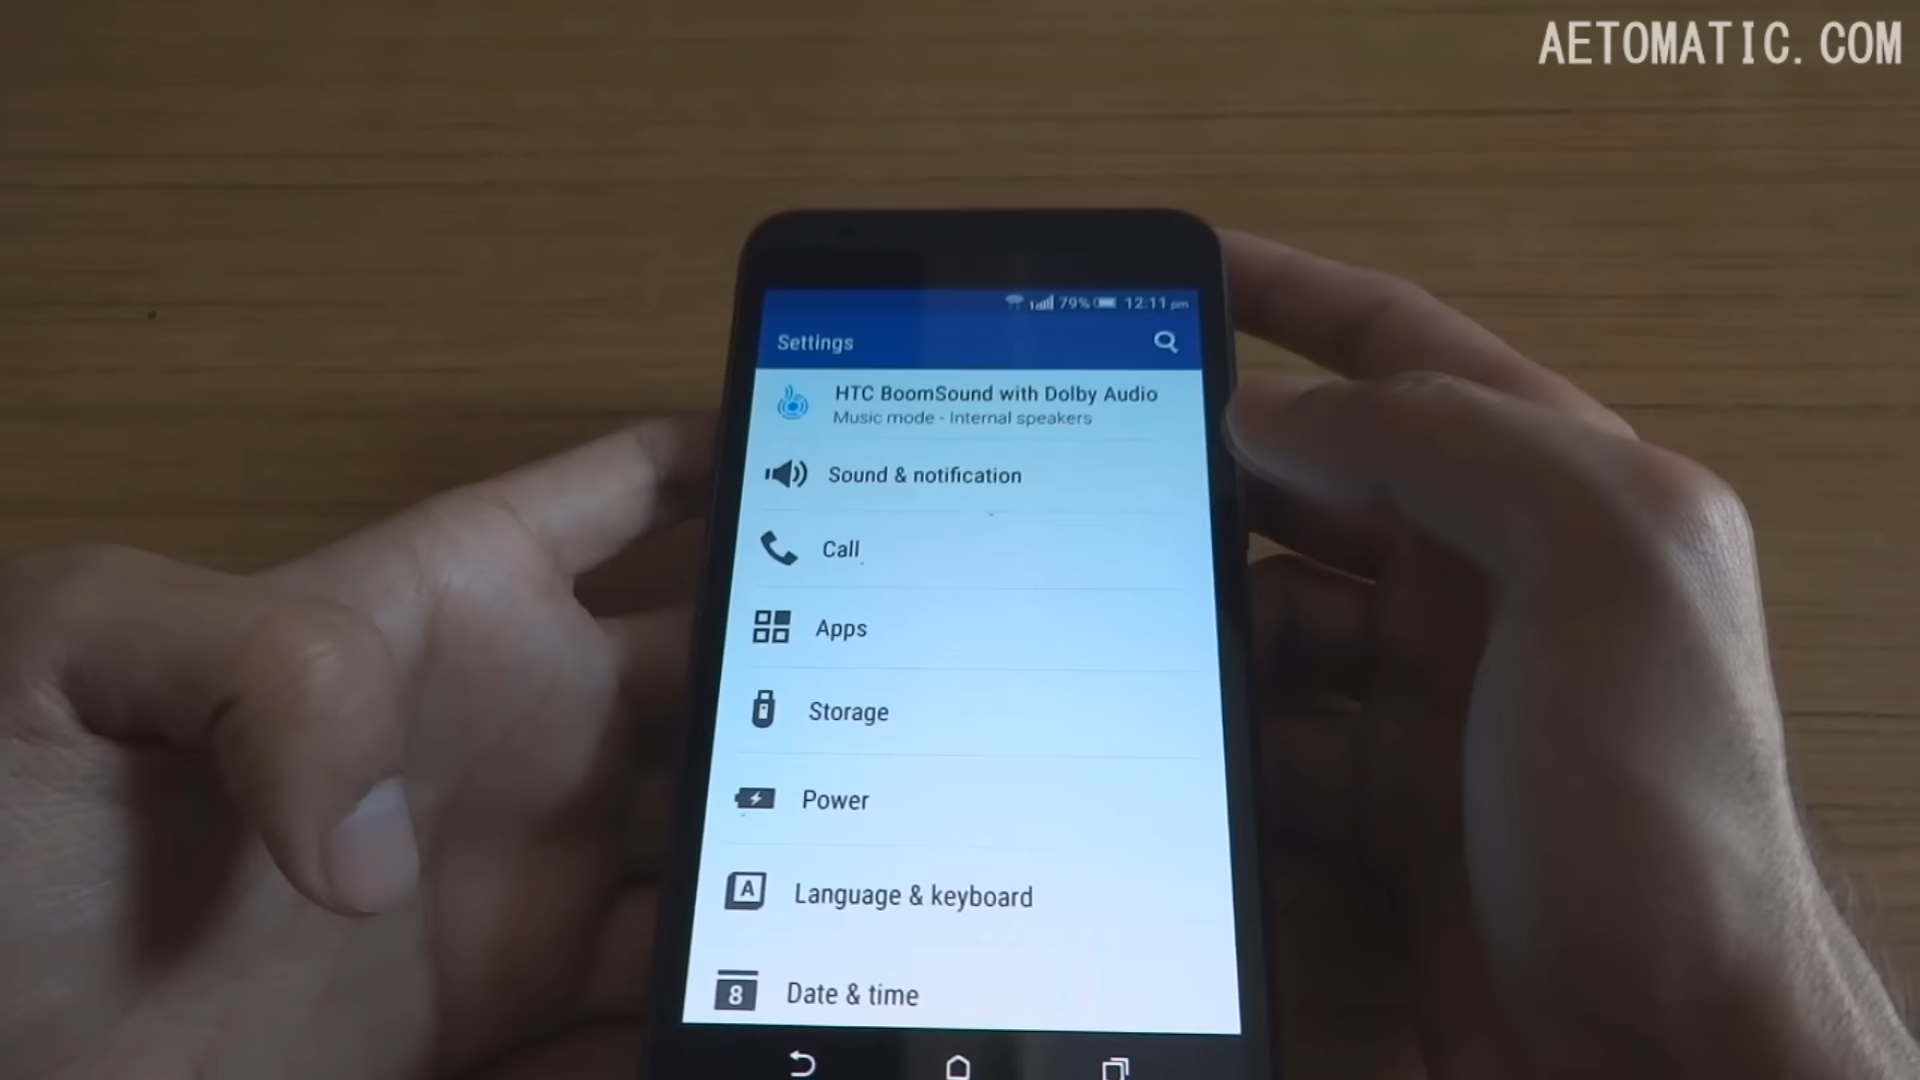 AETOMATIC.COM
79% 12:11 pm
Settings
HTC BoomSound with Dolby Audio
Music mode - Internal speakers
Sound & notification
Call
Apps
Storage
Power
A Language & keyboard
8 Date & time